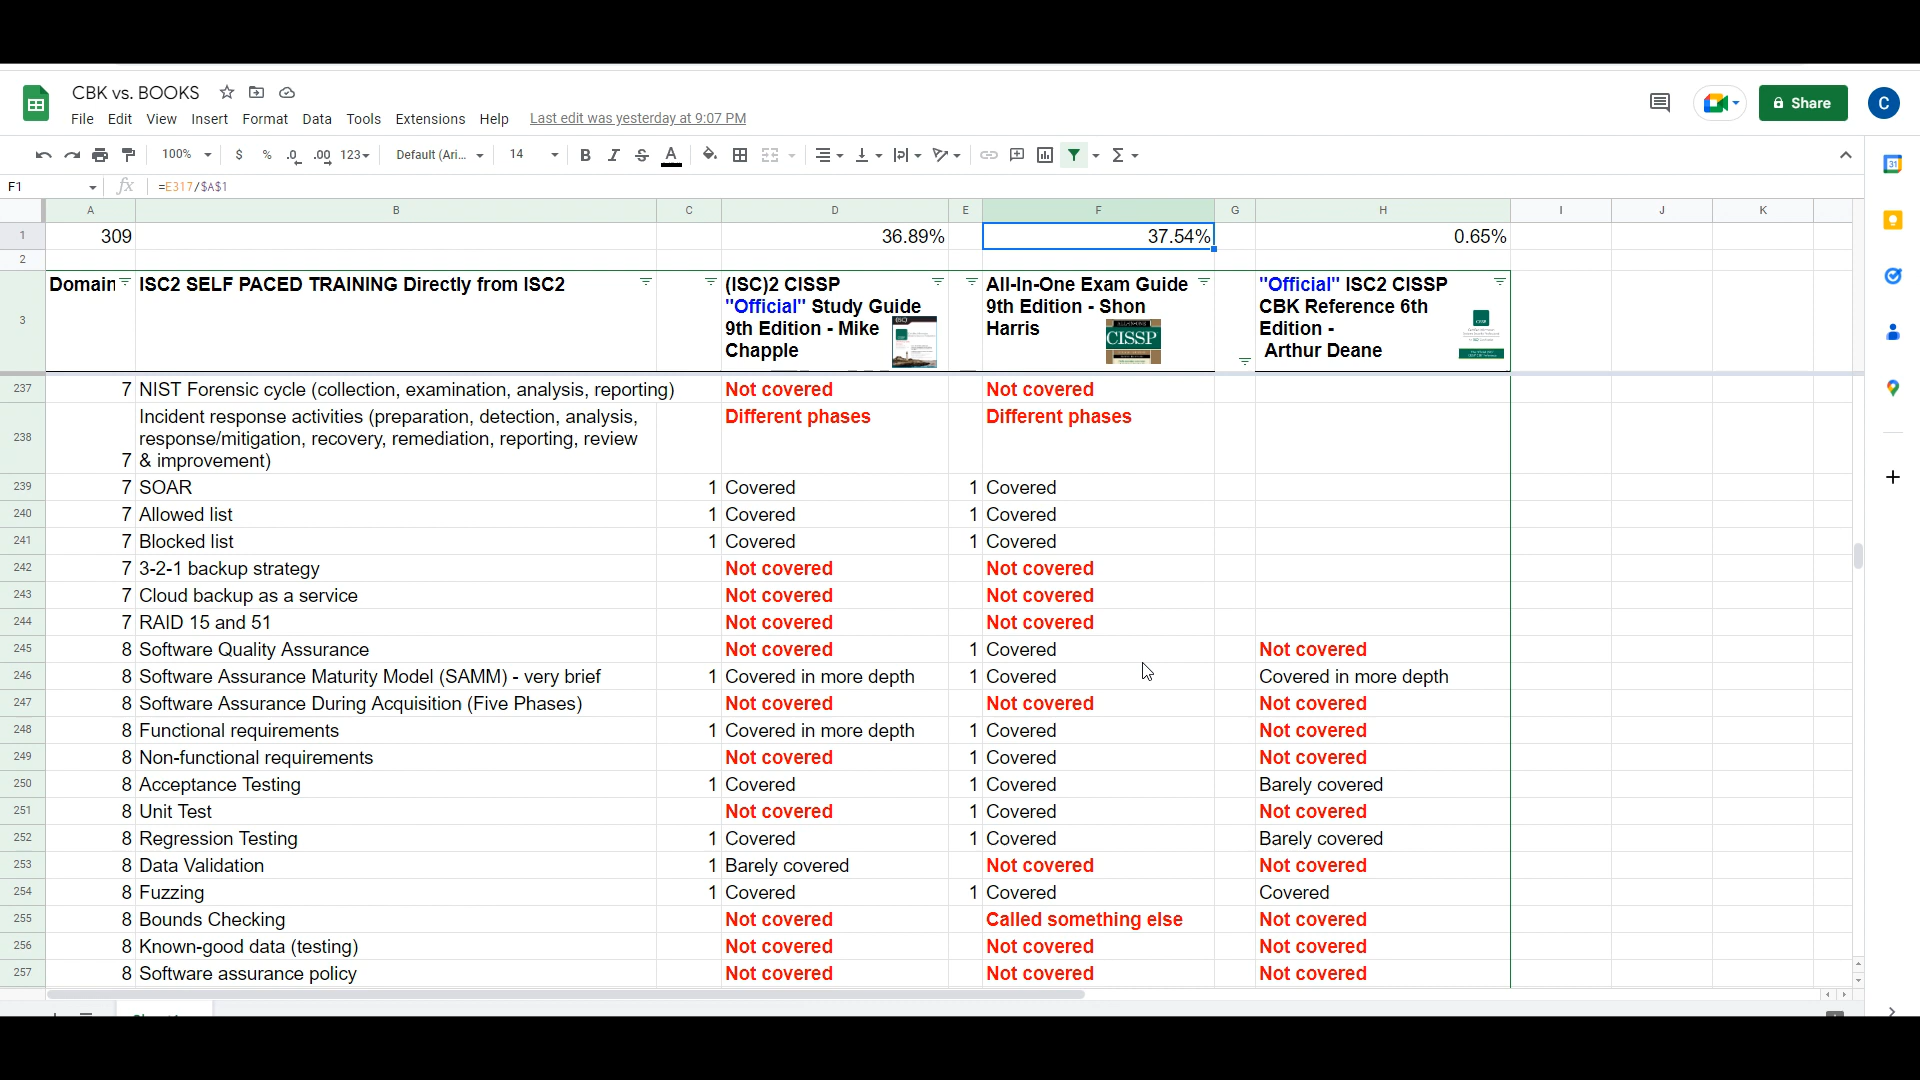 CBK vs. BOOKS
File Edit View Insert Format Data Tools Extensions Help Last edit was yesterday at 9:07 PM
Share
C
100% $ % .0 .00 123 Default (Ari... 14 B I S A
F1 fx =E317/$A$1
A B C D E F G H I J K
1 309 36.89% 37.54% 0.65%
2
3 Domain ISC2 SELF PACED TRAINING Directly from ISC2
(ISC)2 CISSP
"Official" Study Guide
9th Edition - Mike
Chapple
All-In-One Exam Guide
9th Edition - Shon
Harris
CISSP
"Official" ISC2 CISSP
CBK Reference 6th
Edition -
Arthur Deane
237 7 NIST Forensic cycle (collection, examination, analysis, reporting) Not covered Not covered
Incident response activities (preparation, detection, analysis, Different phases Different phases
238 response/mitigation, recovery, remediation, reporting, review
7 & improvement)
239 7 SOAR 1 Covered 1 Covered
240 7 Allowed list 1 Covered 1 Covered
241 7 Blocked list 1 Covered 1 Covered
242 7 3-2-1 backup strategy Not covered Not covered
243 7 Cloud backup as a service Not covered Not covered
244 7 RAID 15 and 51 Not covered Not covered
245 8 Software Quality Assurance Not covered 1 Covered Not covered
246 8 Software Assurance Maturity Model (SAMM) - very brief 1 Covered in more depth 1 Covered Covered in more depth
247 8 Software Assurance During Acquisition (Five Phases) Not covered Not covered Not covered
248 8 Functional requirements 1 Covered in more depth 1 Covered Not covered
249 8 Non-functional requirements Not covered 1 Covered Not covered
250 8 Acceptance Testing 1 Covered 1 Covered Barely covered
251 8 Unit Test Not covered 1 Covered Not covered
252 8 Regression Testing 1 Covered 1 Covered Barely covered
253 8 Data Validation 1 Barely covered Not covered Not covered
254 8 Fuzzing 1 Covered 1 Covered Covered
255 8 Bounds Checking Not covered Called something else Not covered
256 8 Known-good data (testing) Not covered Not covered Not covered
257 8 Software assurance policy Not covered Not covered Not covered